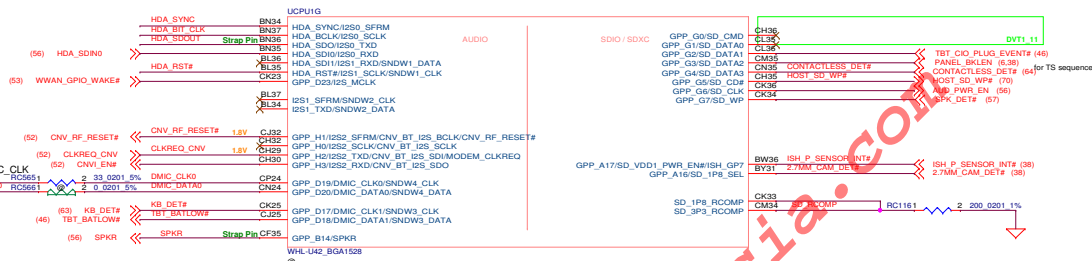 UCPU1G
HDA_SYNC BN34 HDA_SYNC/I2S0_SFRM AUDIO SDIO / SDXC GPP_G0/SD_CMD CH36
HDA_BIT_CLK BN37 HDA_BCLK/I2S0_SCLK GPP_G1/SD_DATA0 CL35 DVT1_11
HDA_SDOUT Strap Pin BN36 HDA_SDO/I2S0_TXD GPP_G2/SD_DATA1 CL36 TBT_CIO_PLUG_EVENT# (46)
(56) HDA_SDIN0 BN35 HDA_SDI0/I2S0_RXD GPP_G3/SD_DATA2 CM35 PANEL_BKLEN (6,38)
BL36 HDA_SDI1/I2S1_RXD/SNDW1_DATA GPP_G4/SD_DATA3 CN35 CONTACTLESS_DET# CONTACTLESS_DET# (64) for TS sequence
HDA_RST# BL35 HDA_RST#/I2S1_SCLK/SNDW1_CLK GPP_G5/SD_CD# CH35 HOST_SD_WP# HOST_SD_WP# (70)
(53) WWAN_GPIO_WAKE# CK23 GPP_D23/I2S_MCLK GPP_G6/SD_CLK CK36 AUD_PWR_EN (56)
GPP_G7/SD_WP CK34 SPK_DET# (57)
BL37 I2S1_SFRM/SNDW2_CLK
BL34 I2S1_TXD/SNDW2_DATA
(52) CNV_RF_RESET# CNV_RF_RESET# 1.8V CJ32 GPP_H1/I2S2_SFRM/CNV_BT_I2S_BCLK/CNV_RF_RESET#
CH32 GPP_H0/I2S2_SCLK/CNV_BT_I2S_SCLK
(52) CLKREQ_CNV CLKREQ_CNV 1.8V CH29 GPP_H2/I2S2_TXD/CNV_BT_I2S_SDI/MODEM_CLKREQ
(52) CNVI_EN# CH30 GPP_H3/I2S2_RXD/CNV_BT_I2S_SDO GPP_A17/SD_VDD1_PWR_EN#/ISH_GP7 BW36 ISH_P_SENSOR_INT# ISH_P_SENSOR_INT# (38)
C_CLK GPP_A16/SD_1P8_SEL BY31 2.7MM_CAM_DET# 2.7MM_CAM_DET# (38)
RC565 1 2 33_0201_5% DMIC_CLK0 CP24 GPP_D19/DMIC_CLK0/SNDW4_CLK
RC566 1 @ 2 0_0201_5% DMIC_DATA0 CN24 GPP_D20/DMIC_DATA0/SNDW4_DATA
(63) KB_DET# KB_DET# CK25 GPP_D17/DMIC_CLK1/SNDW3_CLK SD_1P8_RCOMP CK33
(46) TBT_BATLOW# TBT_BATLOW# CJ25 GPP_D18/DMIC_DATA1/SNDW3_DATA SD_3P3_RCOMP CM34 SD_RCOMP RC1161 2 200_0201_1%
(56) SPKR SPKR Strap Pin CF35 GPP_B14/SPKR
WHL-U42_BGA1528